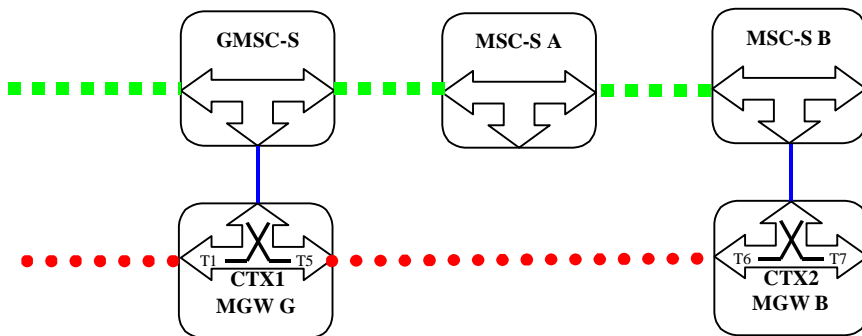 GMSC-S
MSC-S A
MSC-S B
T1
T5
CTX1
MGW G
T6
T7
CTX2
MGW B